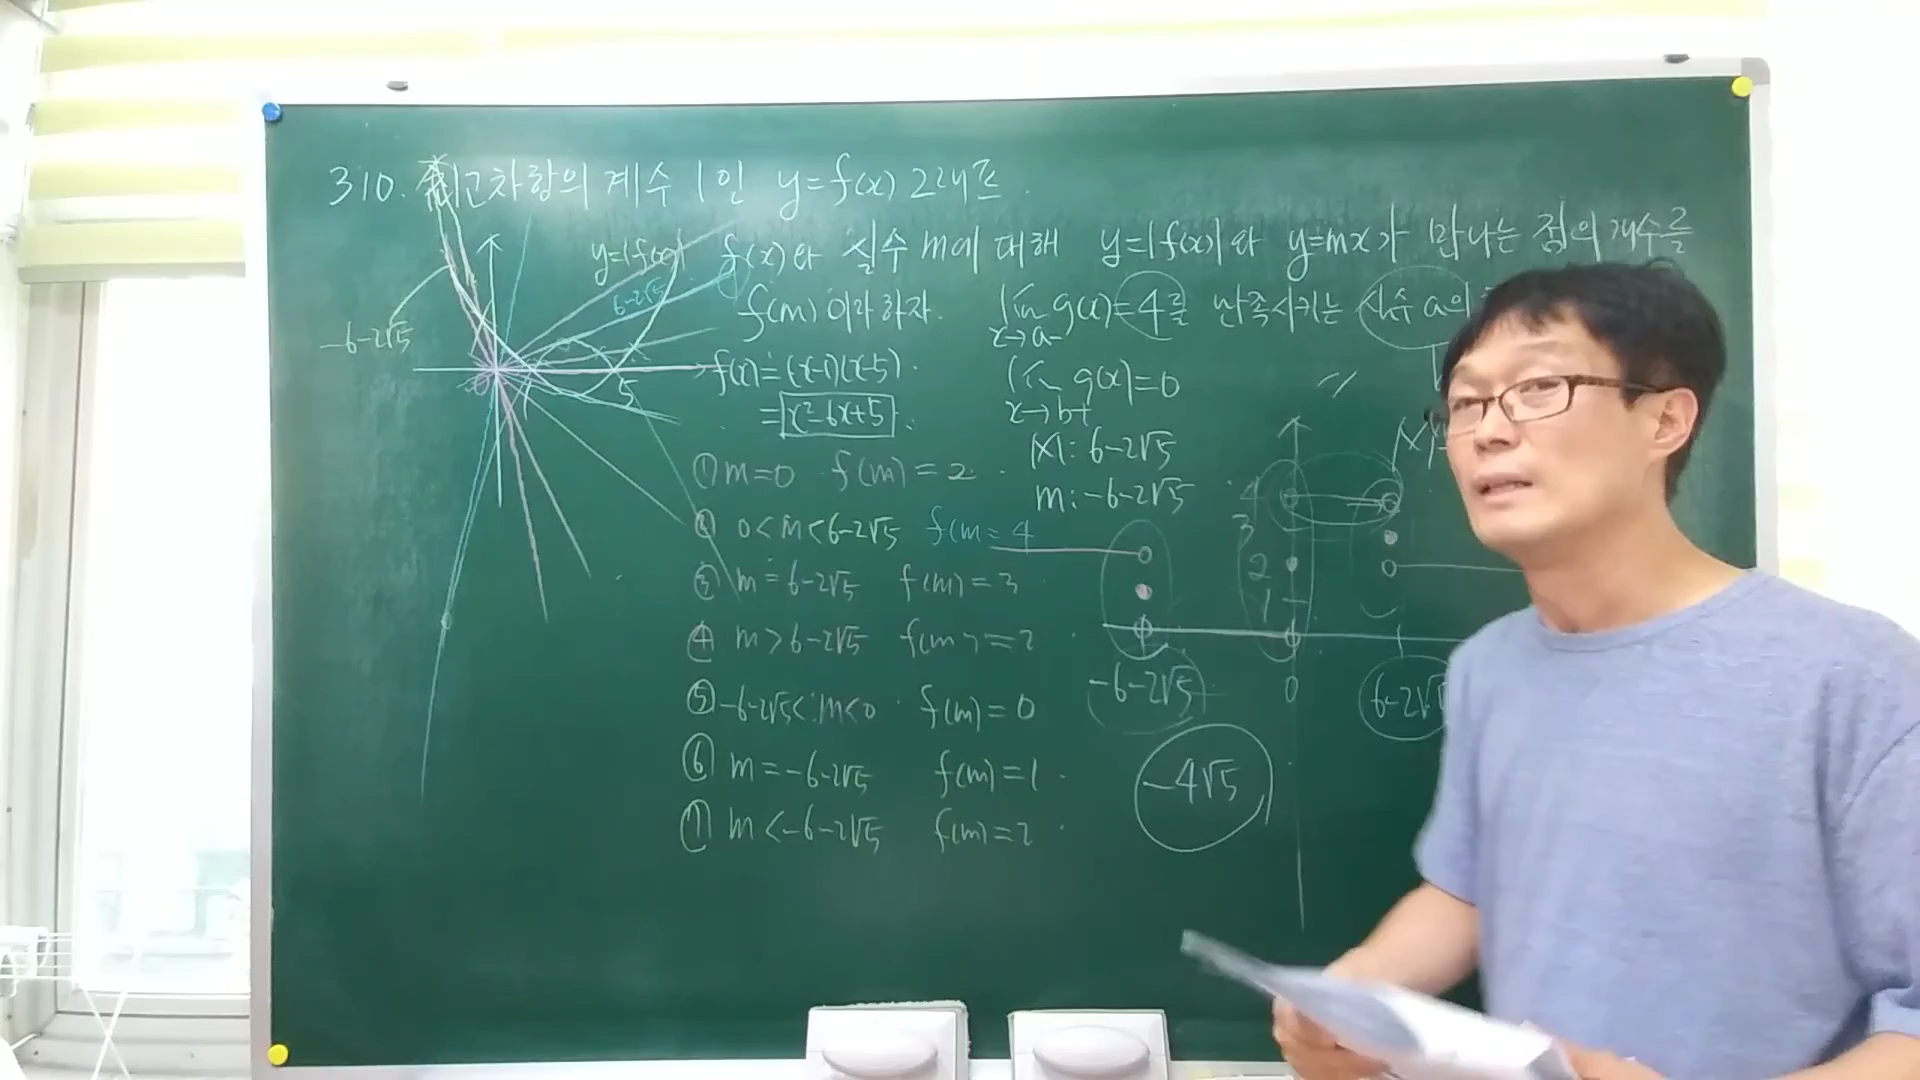 310. 최고차항의 계수 1인 y=f(x) 그래프
y=|f(x)| f(x)와 실수 m에 대해 y=|f(x)|와 y=mx가 만나는 점의 개수를
6-2√5 f(m)이라 하자. lim x→a- g(x)=4를 만족시키는 실수 a의
-6-2√5
f(x)=(x-1)(x-5). lim x→b+ g(x)=0
=x²-6x+5
5
M: 6-2√5
m: -6-2√5
① m=0 f(m)=2
② 0<m<6-2√5 f(m=4
③ m=6-2√5 f(m)=3
④ m>6-2√5 f(m)=2
⑤ -6-2√5<m<0 f(m)=0
⑥ m=-6-2√5 f(m)=1
⑦ m<-6-2√5 f(m)=2
4
3
2
1
-6-2√5 0 6-2√5
-4√5